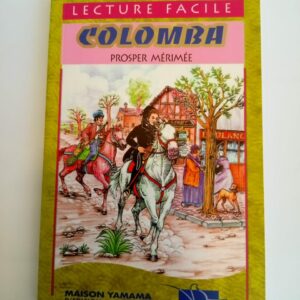 LECTURE FACILE
COLOMBA
PROSPER MÉRIMÉE
MAISON YAMAMA